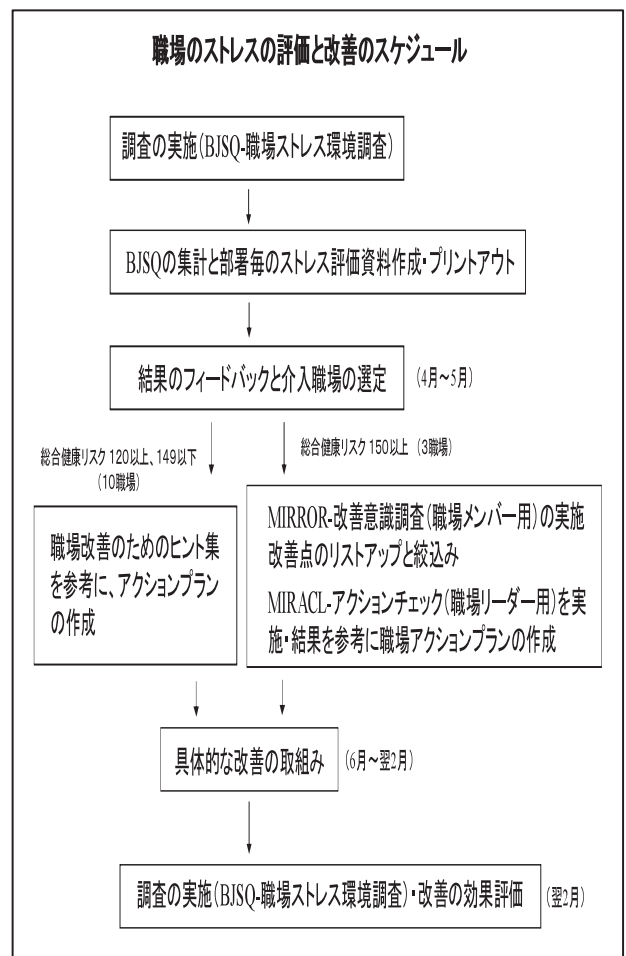 職場のストレスの評価と改善のスケジュール
調査の実施(BJSQ-職場ストレス環境調査)
BJSQの集計と部署毎のストレス評価資料作成・プリントアウト
結果のフィードバックと介入職場の選定 (4月〜5月)
総合健康リスク 120以上、149以下
(10職場)
総合健康リスク 150以上 (3職場)
職場改善のためのヒント集
を参考に、アクションプラン
の作成
MIRROR-改善意識調査(職場メンバー用)の実施
改善点のリストアップと絞込み
MIRACL-アクションチェック(職場リーダー用)を実
施・結果を参考に職場アクションプランの作成
具体的な改善の取組み (6月〜翌2月)
調査の実施(BJSQ-職場ストレス環境調査)・改善の効果評価 (翌2月)